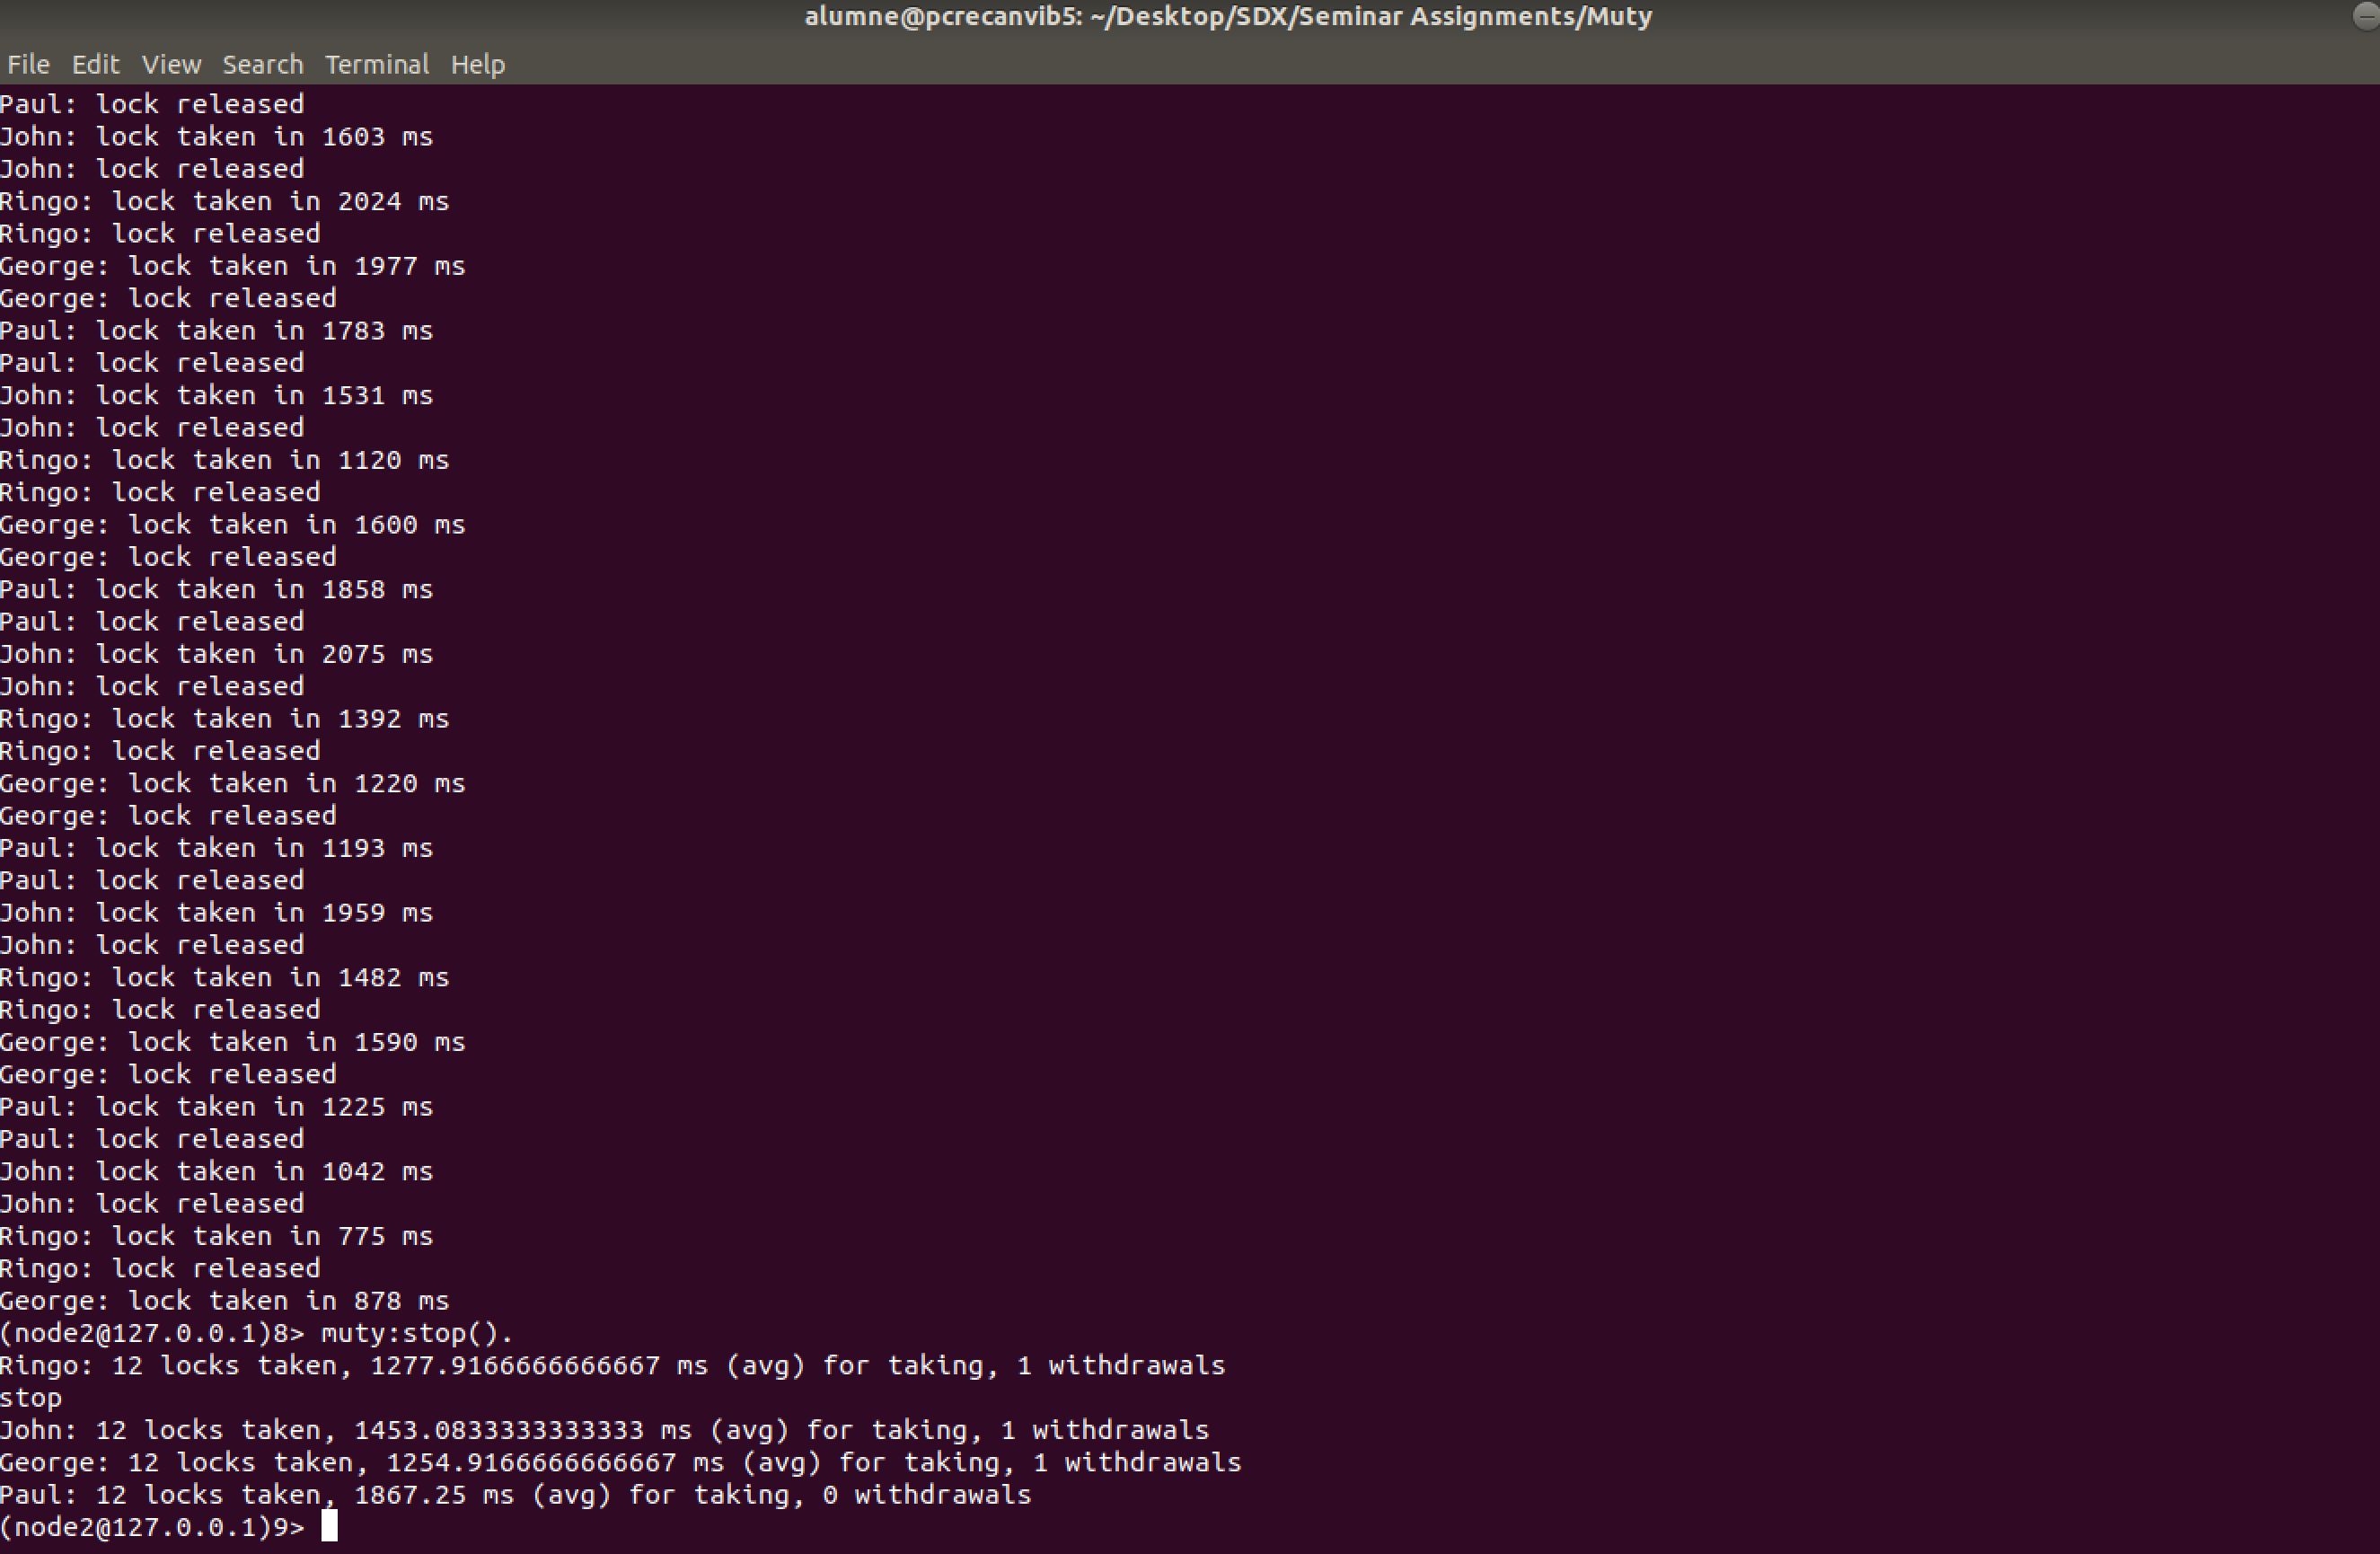 alumne@pcrecanvib5: ~/Desktop/SDX/Seminar Assignments/Muty
File Edit View Search Terminal Help
Paul: lock released
John: lock taken in 1603 ms
John: lock released
Ringo: lock taken in 2024 ms
Ringo: lock released
George: lock taken in 1977 ms
George: lock released
Paul: lock taken in 1783 ms
Paul: lock released
John: lock taken in 1531 ms
John: lock released
Ringo: lock taken in 1120 ms
Ringo: lock released
George: lock taken in 1600 ms
George: lock released
Paul: lock taken in 1858 ms
Paul: lock released
John: lock taken in 2075 ms
John: lock released
Ringo: lock taken in 1392 ms
Ringo: lock released
George: lock taken in 1220 ms
George: lock released
Paul: lock taken in 1193 ms
Paul: lock released
John: lock taken in 1959 ms
John: lock released
Ringo: lock taken in 1482 ms
Ringo: lock released
George: lock taken in 1590 ms
George: lock released
Paul: lock taken in 1225 ms
Paul: lock released
John: lock taken in 1042 ms
John: lock released
Ringo: lock taken in 775 ms
Ringo: lock released
George: lock taken in 878 ms
(node2@127.0.0.1)8> muty:stop().
Ringo: 12 locks taken, 1277.9166666666667 ms (avg) for taking, 1 withdrawals
stop
John: 12 locks taken, 1453.0833333333333 ms (avg) for taking, 1 withdrawals
George: 12 locks taken, 1254.9166666666667 ms (avg) for taking, 1 withdrawals
Paul: 12 locks taken, 1867.25 ms (avg) for taking, 0 withdrawals
(node2@127.0.0.1)9>